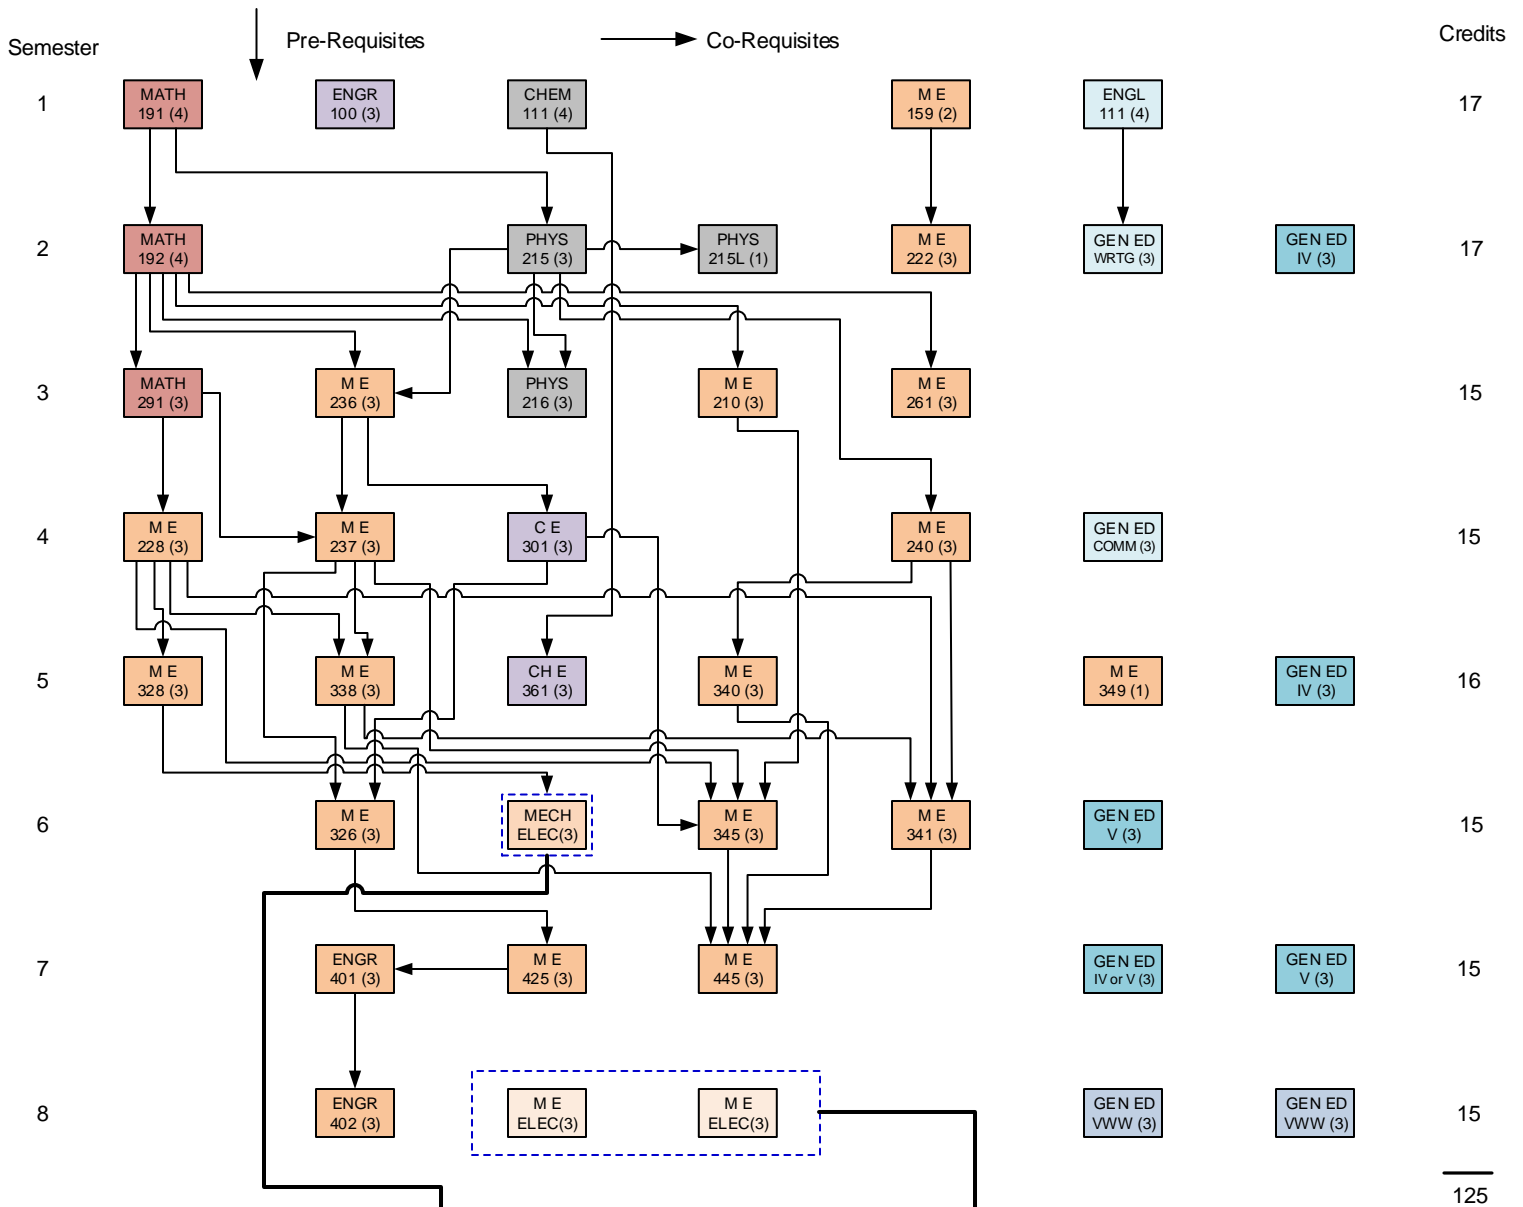 Semester
Pre-Requisites
Co-Requisites
Credits
1
MATH
191 (4)
ENGR
100 (3)
CHEM
111 (4)
M E
159 (2)
ENGL
111 (4)
17
2
MATH
192 (4)
PHYS
215 (3)
PHYS
215L (1)
M E
222 (3)
GEN ED
WRTG (3)
GEN ED
IV (3)
17
3
MATH
291 (3)
M E
236 (3)
PHYS
216 (3)
M E
210 (3)
M E
261 (3)
15
4
M E
228 (3)
M E
237 (3)
C E
301 (3)
M E
240 (3)
GEN ED
COMM (3)
15
5
M E
328 (3)
M E
338 (3)
CH E
361 (3)
M E
340 (3)
M E
349 (1)
GEN ED
IV (3)
16
6
M E
326 (3)
MECH
ELEC(3)
M E
345 (3)
M E
341 (3)
GEN ED
V (3)
15
7
ENGR
401 (3)
M E
425 (3)
M E
445 (3)
GEN ED
IV or V (3)
GEN ED
V (3)
15
8
ENGR
402 (3)
M E
ELEC(3)
M E
ELEC(3)
GEN ED
VWW (3)
GEN ED
VWW (3)
15
125